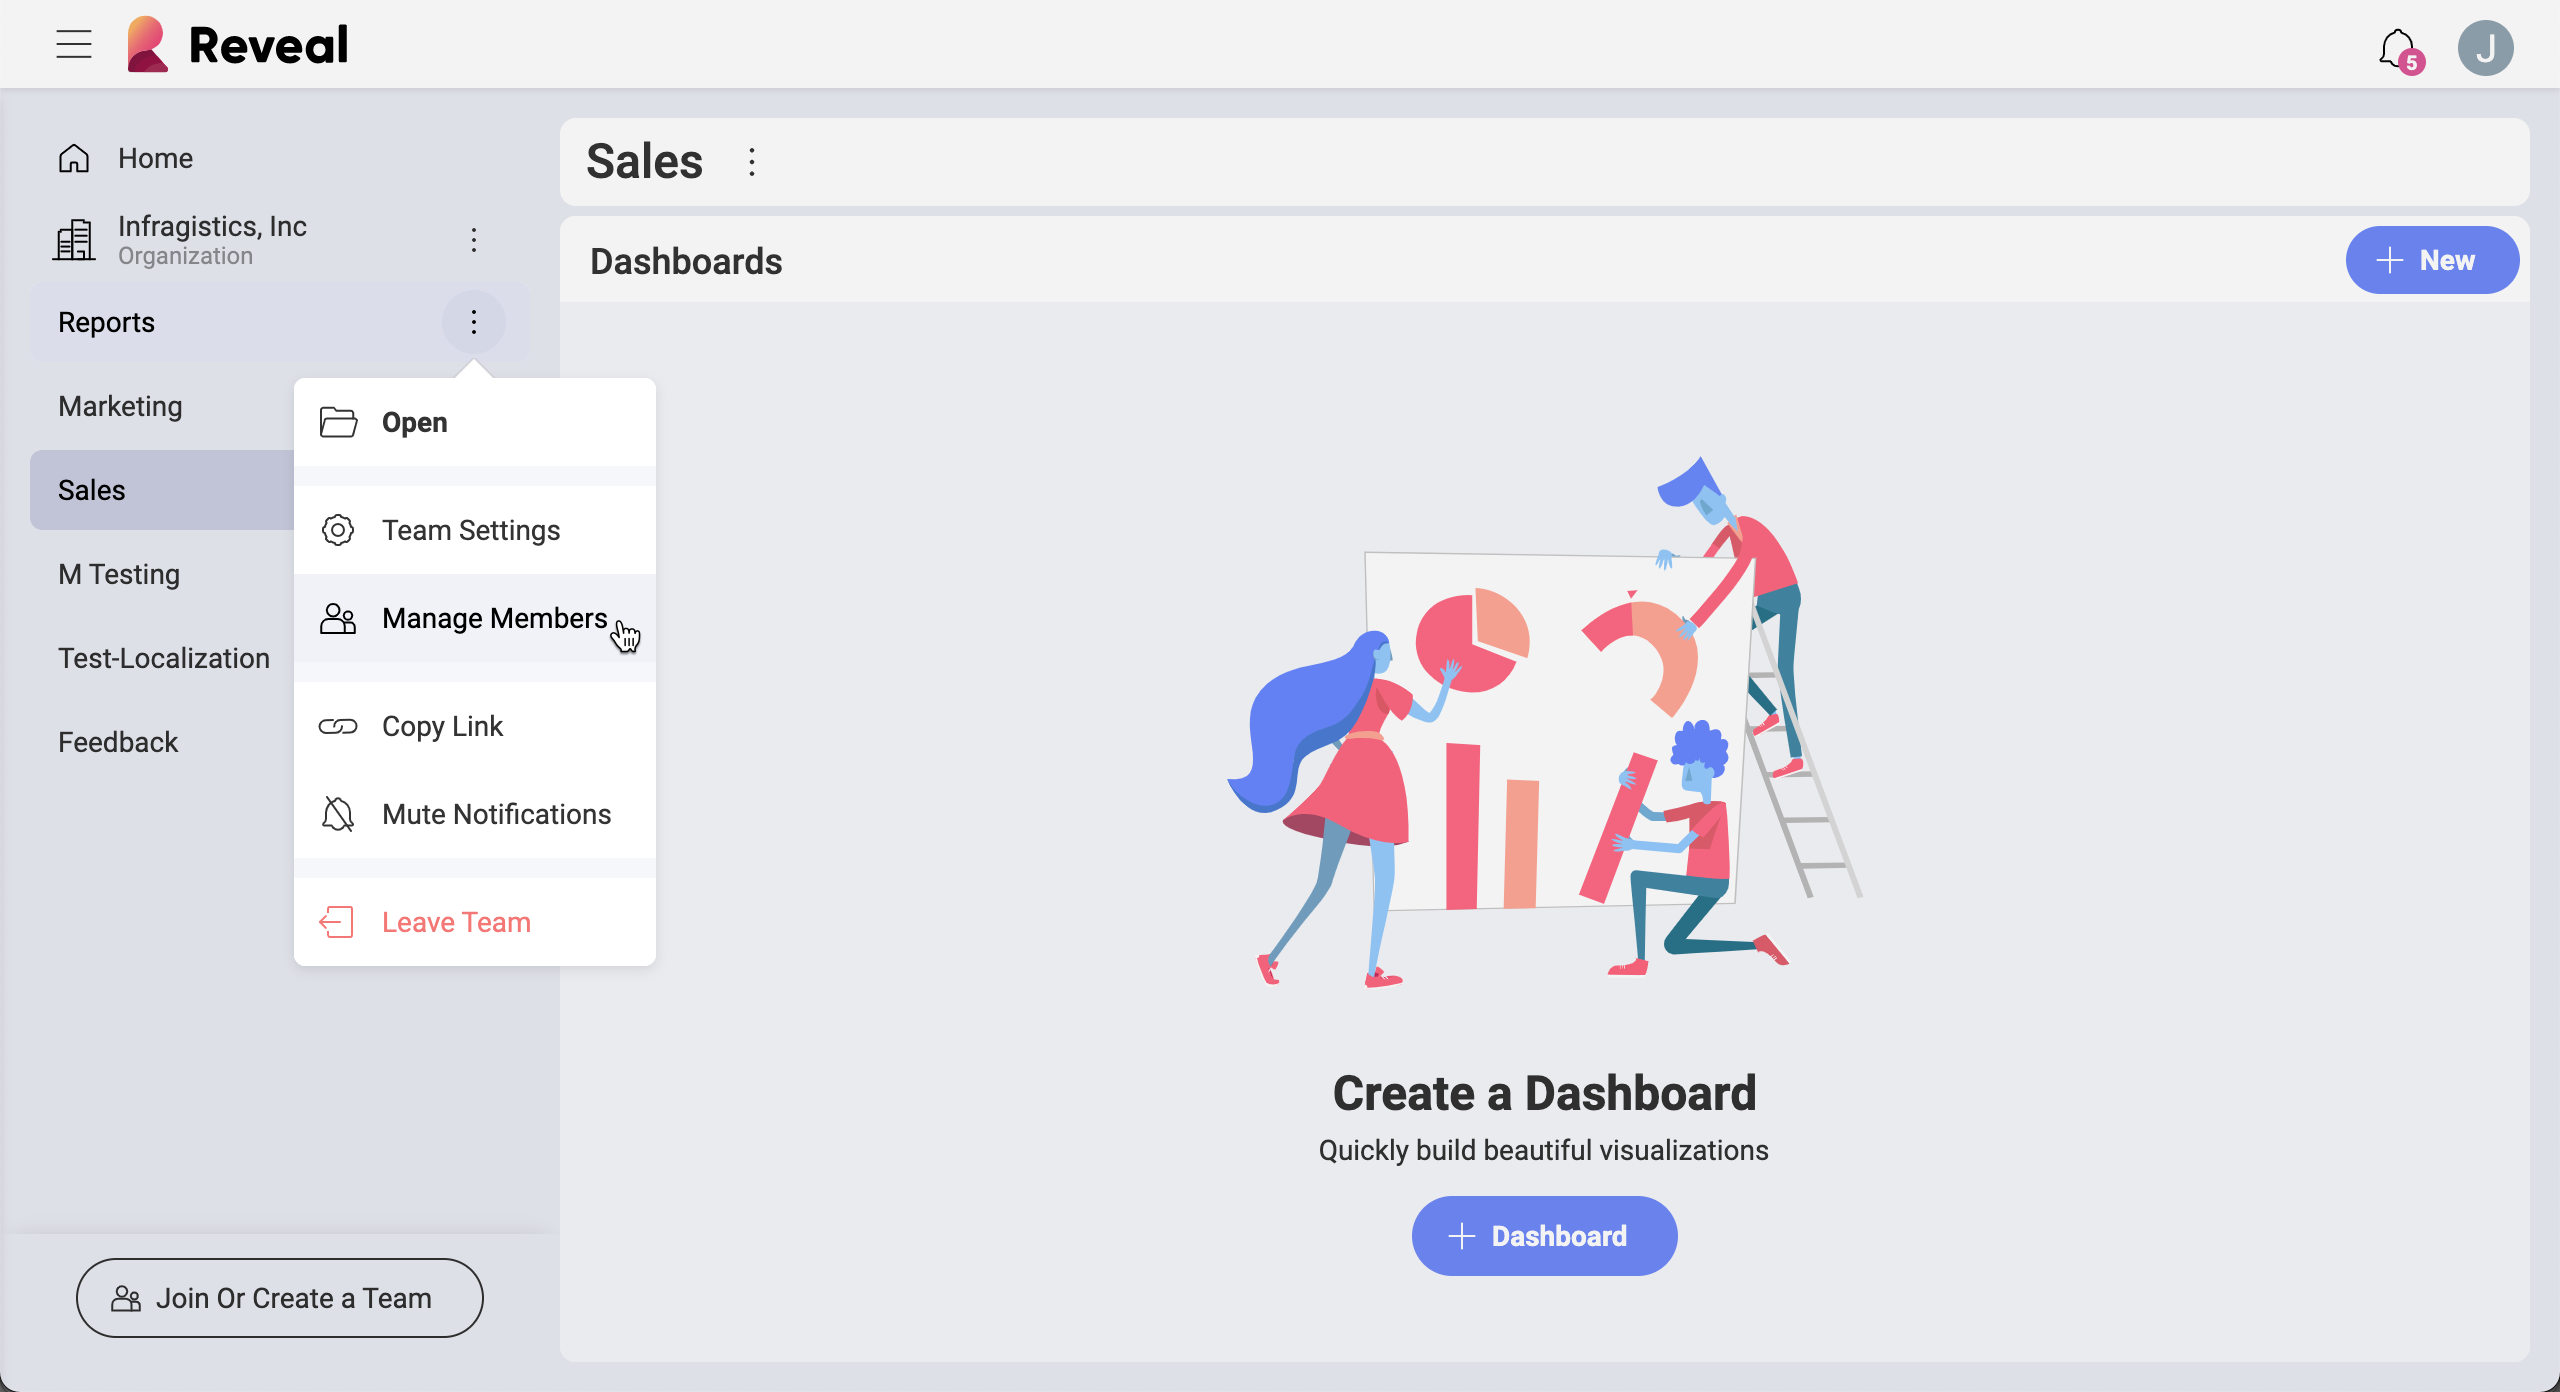 Reveal
5
J
Home
Infragistics, Inc
Organization
Reports
Marketing
Sales
M Testing
Test-Localization
Feedback
Open
Team Settings
Manage Members
Copy Link
Mute Notifications
Leave Team
Join Or Create a Team
Sales
Dashboards
New
Create a Dashboard
Quickly build beautiful visualizations
Dashboard